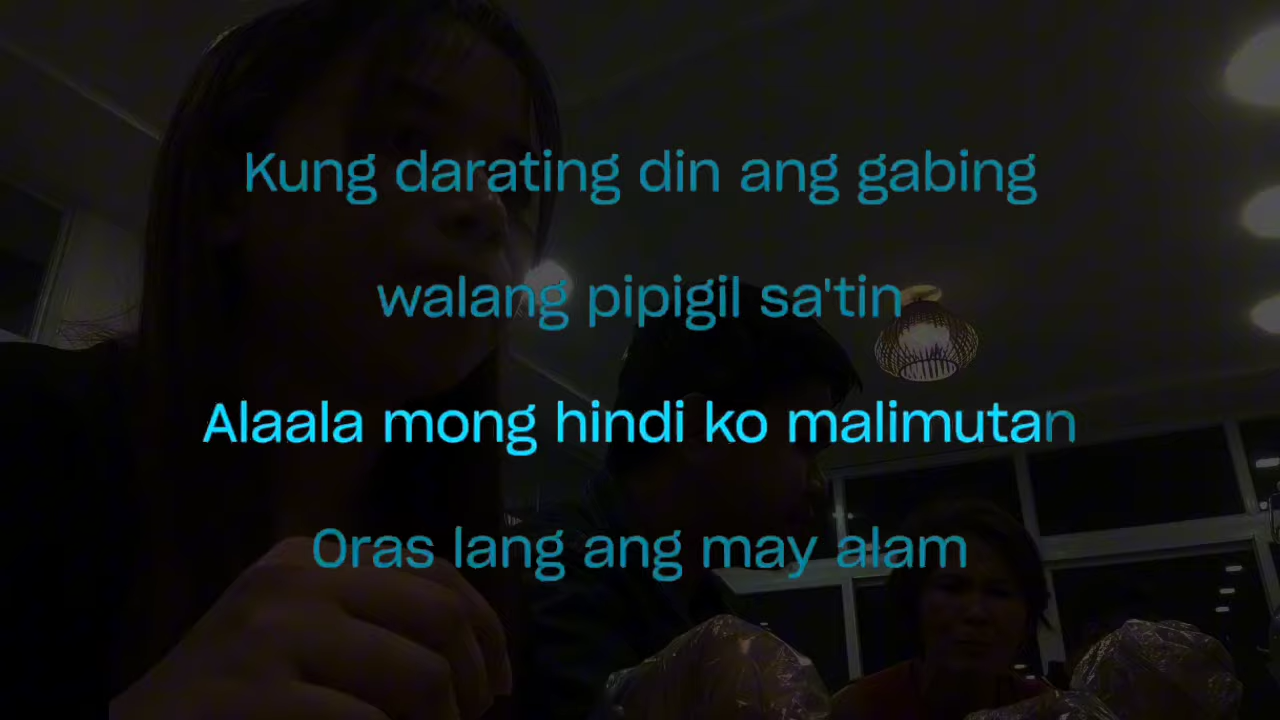 Kung darating din ang gabing
walang pipigil sa'tin
Alaala mong hindi ko malimutan
Oras lang ang may alam